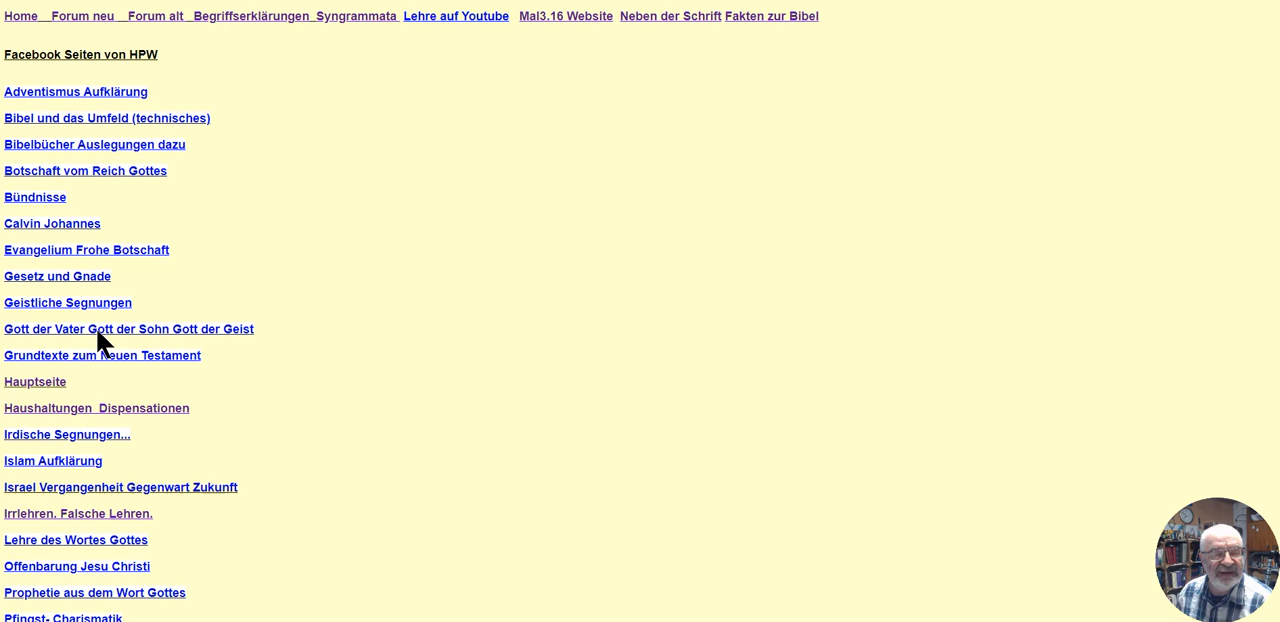 Home   Forum neu   Forum alt   Begriffserklärungen  Syngrammata  Lehre auf Youtube   Mal3.16 Website  Neben der Schrift Fakten zur Bibel
Facebook Seiten von HPW
Adventismus Aufklärung
Bibel und das Umfeld (technisches)
Bibelbücher Auslegungen dazu
Botschaft vom Reich Gottes
Bündnisse
Calvin Johannes
Evangelium Frohe Botschaft
Gesetz und Gnade
Geistliche Segnungen
Gott der Vater Gott der Sohn Gott der Geist
Grundtexte zum Neuen Testament
Hauptseite
Haushaltungen  Dispensationen
Irdische Segnungen...
Islam Aufklärung
Israel Vergangenheit Gegenwart Zukunft
Irrlehren. Falsche Lehren.
Lehre des Wortes Gottes
Offenbarung Jesu Christi
Prophetie aus dem Wort Gottes
Pfingst- Charismatik